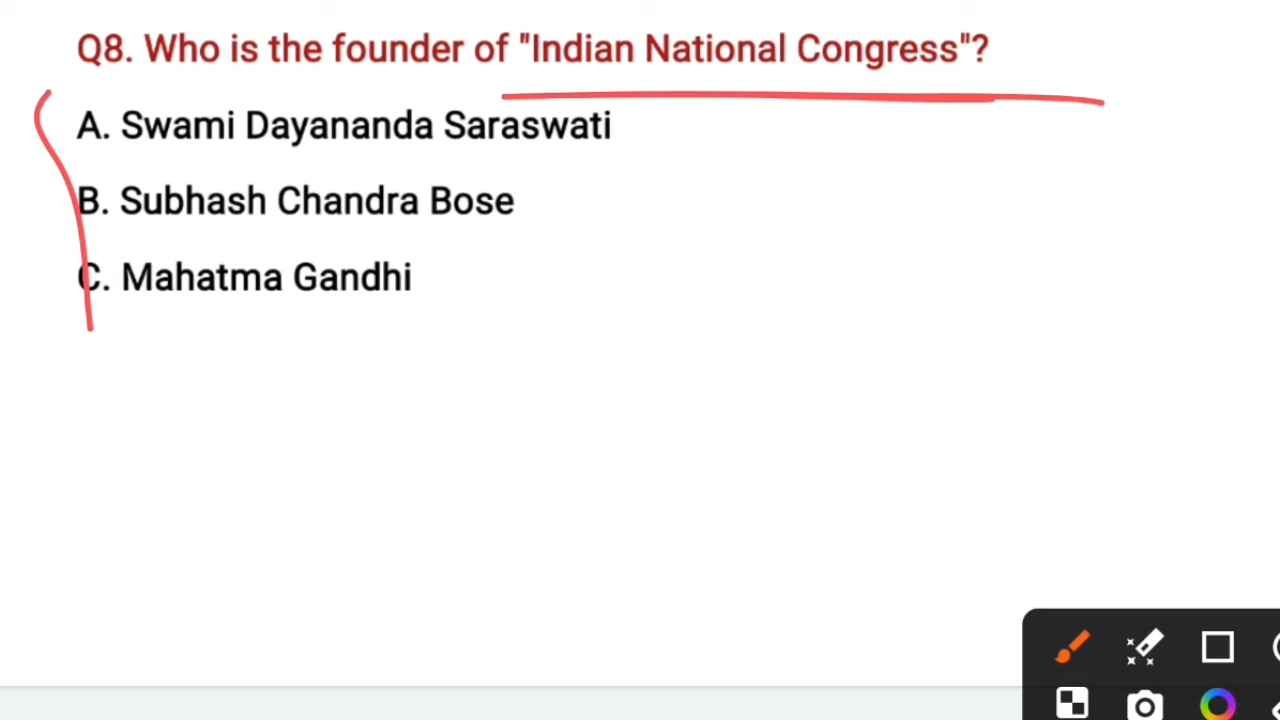 Q8. Who is the founder of "Indian National Congress"?
A. Swami Dayananda Saraswati
B. Subhash Chandra Bose
C. Mahatma Gandhi